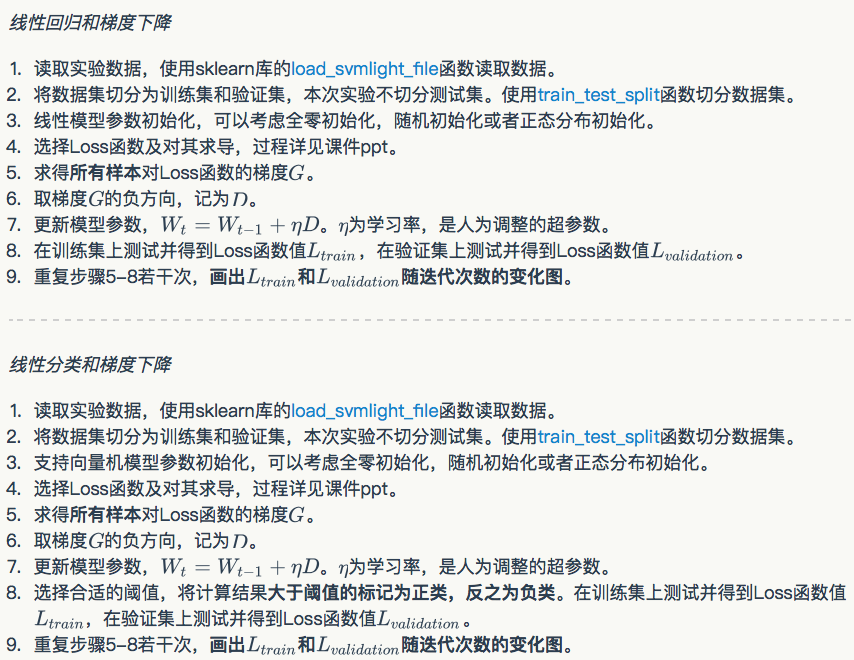 线性回归和梯度下降
1. 读取实验数据，使用sklearn库的load_svmlight_file函数读取数据。
2. 将数据集切分为训练集和验证集，本次实验不切分测试集。使用train_test_split函数切分数据集。
3. 线性模型参数初始化，可以考虑全零初始化，随机初始化或者正态分布初始化。
4. 选择Loss函数及对其求导，过程详见课件ppt。
5. 求得所有样本对Loss函数的梯度G。
6. 取梯度G的负方向，记为D。
7. 更新模型参数，W_t = W_{t-1} + ηD。η为学习率，是人为调整的超参数。
8. 在训练集上测试并得到Loss函数值L_{train}，在验证集上测试并得到Loss函数值L_{validation}。
9. 重复步骤5-8若干次，画出L_{train}和L_{validation}随迭代次数的变化图。
线性分类和梯度下降
1. 读取实验数据，使用sklearn库的load_svmlight_file函数读取数据。
2. 将数据集切分为训练集和验证集，本次实验不切分测试集。使用train_test_split函数切分数据集。
3. 支持向量机模型参数初始化，可以考虑全零初始化，随机初始化或者正态分布初始化。
4. 选择Loss函数及对其求导，过程详见课件ppt。
5. 求得所有样本对Loss函数的梯度G。
6. 取梯度G的负方向，记为D。
7. 更新模型参数，W_t = W_{t-1} + ηD。η为学习率，是人为调整的超参数。
8. 选择合适的阈值，将计算结果大于阈值的标记为正类，反之为负类。在训练集上测试并得到Loss函数值
L_{train}，在验证集上测试并得到Loss函数值L_{validation}。
9. 重复步骤5-8若干次，画出L_{train}和L_{validation}随迭代次数的变化图。